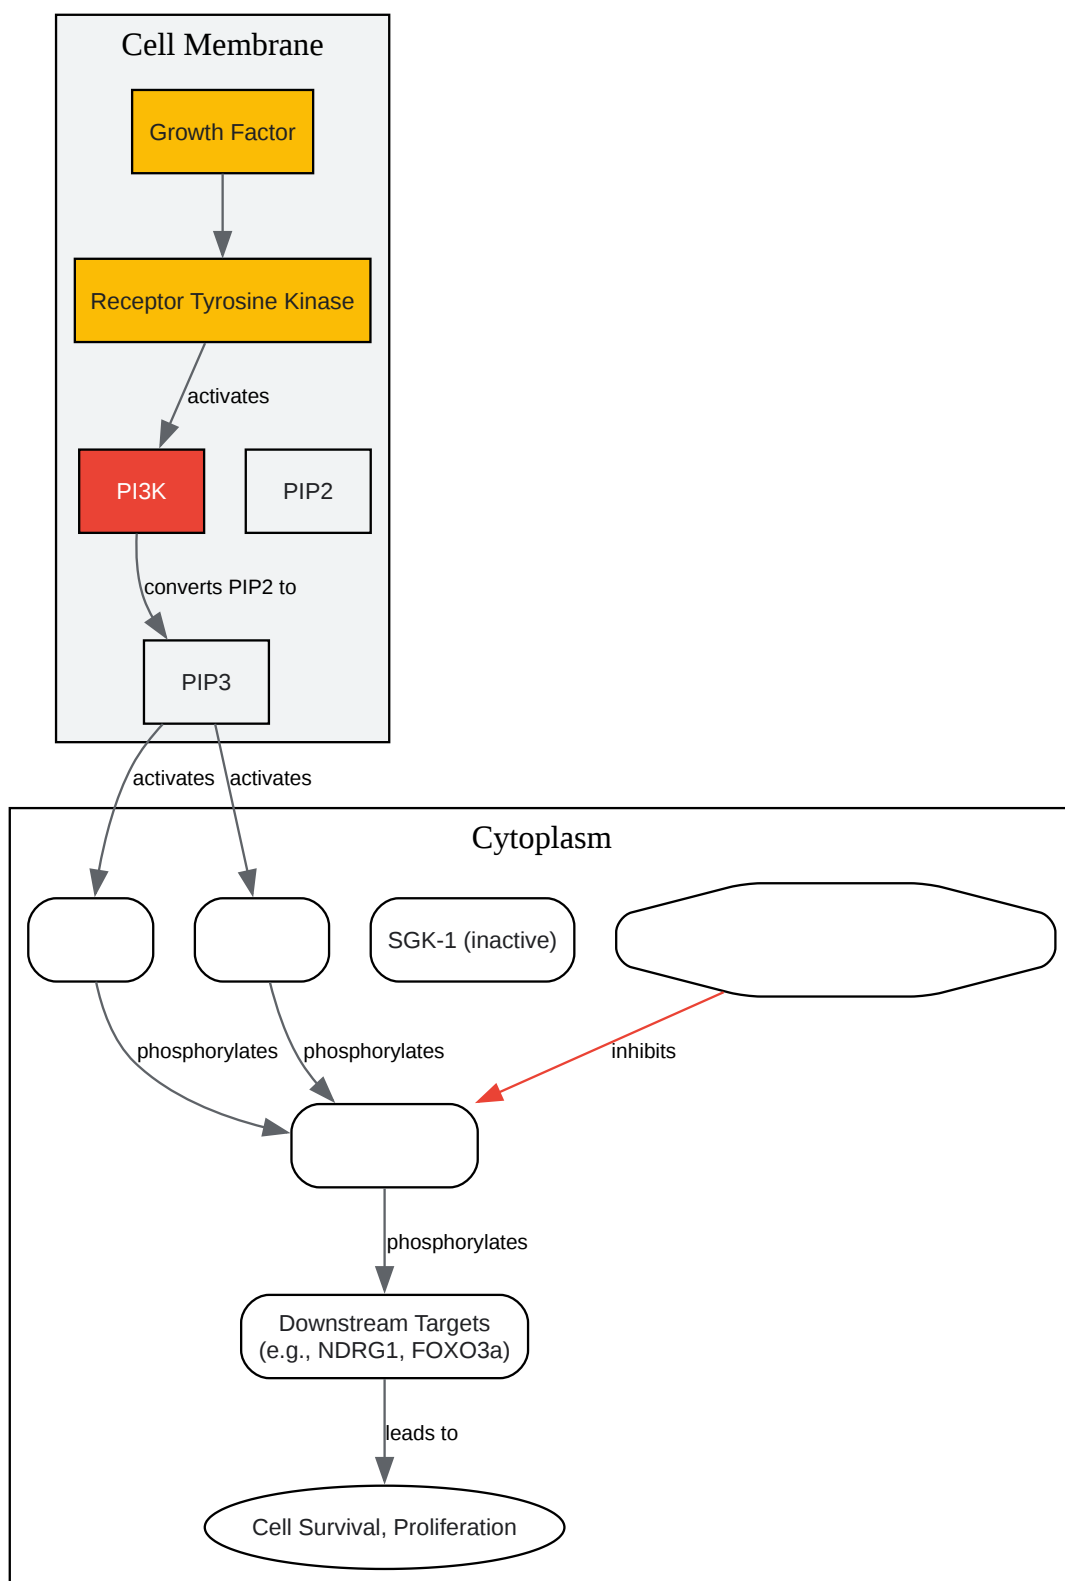 Cell Membrane
Growth Factor
Receptor Tyrosine Kinase
activates
PI3K
PIP2
converts PIP2 to
PIP3
activates
activates
Cytoplasm
SGK-1 (inactive)
phosphorylates
phosphorylates
inhibits
phosphorylates
Downstream Targets
(e.g., NDRG1, FOXO3a)
leads to
Cell Survival, Proliferation